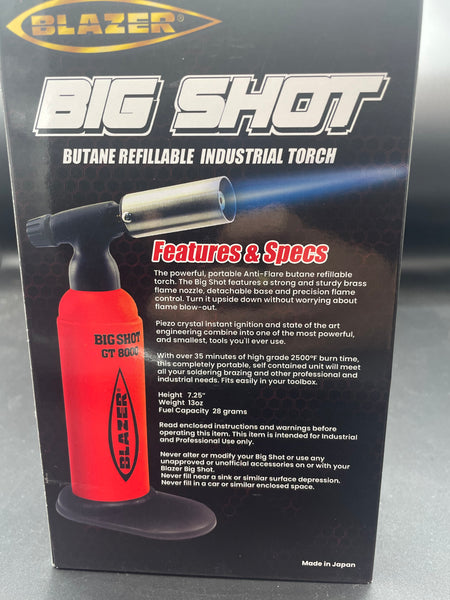 BLAZER®
BIG SHOT
BUTANE REFILLABLE INDUSTRIAL TORCH
Features & Specs
The powerful, portable Anti-Flare butane refillable
torch. The Big Shot features a strong and sturdy brass
flame nozzle, detachable base and precision flame
control. Turn it upside down without worrying about
flame blow-out.
Piezo crystal instant ignition and state of the art
engineering combine into one of the most powerful,
and smallest, tools you'll ever use.
With over 35 minutes of high grade 2500°F burn time,
this completely portable, self contained unit will meet
all your soldering brazing and other professional and
industrial needs. Fits easily in your toolbox.
Height 7.25"
Weight 13oz
Fuel Capacity 28 grams
Read enclosed instructions and warnings before
operating this item. This item is intended for Industrial
and Professional Use only.
Never alter or modify your Big Shot or use any
unapproved or unofficial accessories on or with your
Blazer Big Shot.
Never fill near a sink or similar surface depression.
Never fill in a car or similar enclosed space.
BIG SHOT
GT 8000
BLAZER
Made in Japan